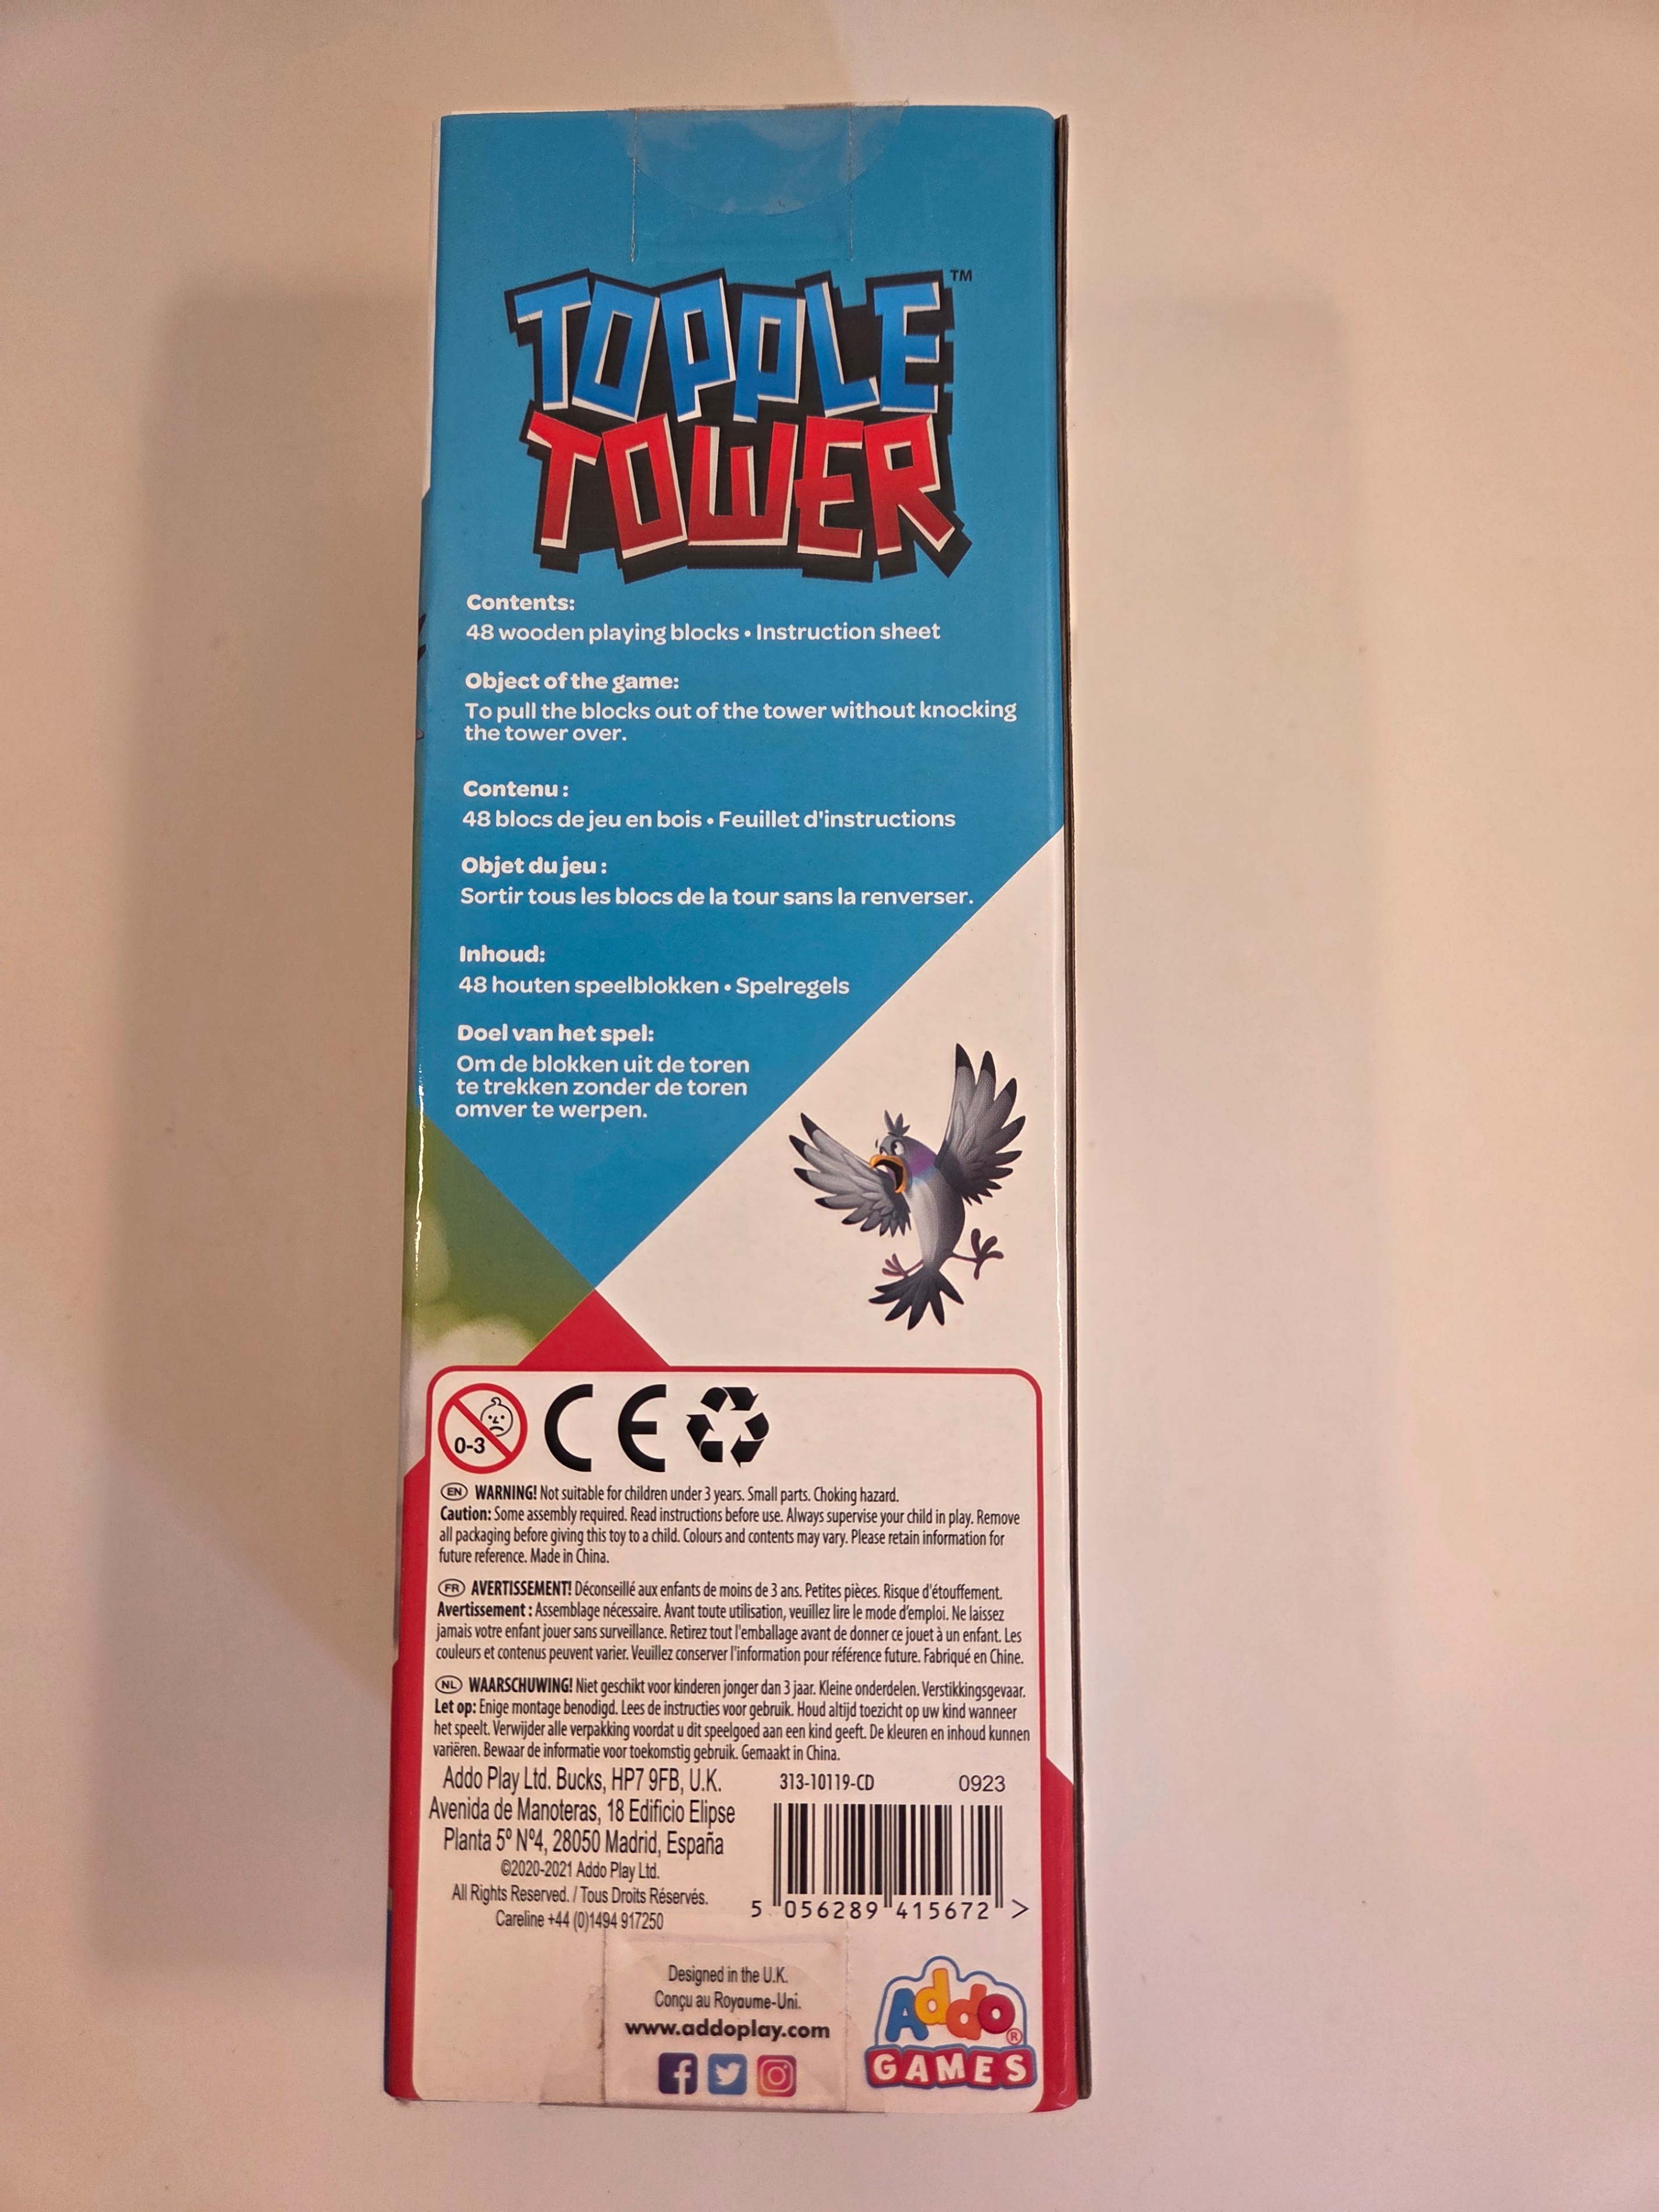 TOPPLE™
TOWER
Contents:
48 wooden playing blocks • Instruction sheet
Object of the game:
To pull the blocks out of the tower without knocking
the tower over.
Contenu :
48 blocs de jeu en bois • Feuillet d'instructions
Objet du jeu :
Sortir tous les blocs de la tour sans la renverser.
Inhoud:
48 houten speelblokken • Spelregels
Doel van het spel:
Om de blokken uit de toren
te trekken zonder de toren
omver te werpen.
0-3 CE
EN WARNING! Not suitable for children under 3 years. Small parts. Choking hazard.
Caution: Some assembly required. Read instructions before use. Always supervise your child in play. Remove
all packaging before giving this toy to a child. Colours and contents may vary. Please retain information for
future reference. Made in China.
FR AVERTISSEMENT! Déconseillé aux enfants de moins de 3 ans. Petites pièces. Risque d'étouffement.
Avertissement : Assemblage nécessaire. Avant toute utilisation, veuillez lire le mode d'emploi. Ne laissez
jamais votre enfant jouer sans surveillance. Retirez tout l'emballage avant de donner ce jouet à un enfant. Les
couleurs et contenus peuvent varier. Veuillez conserver l'information pour référence future. Fabriqué en Chine.
NL WAARSCHUWING! Niet geschikt voor kinderen jonger dan 3 jaar. Kleine onderdelen. Verstikkingsgevaar.
Let op: Enige montage benodigd. Lees de instructies voor gebruik. Houd altijd toezicht op uw kind wanneer
het speelt. Verwijder alle verpakking voordat u dit speelgoed aan een kind geeft. De kleuren en inhoud kunnen
variëren. Bewaar de informatie voor toekomstig gebruik. Gemaakt in China.
Addo Play Ltd. Bucks, HP7 9FB, U.K.
Avenida de Manoteras, 18 Edificio Elipse
Planta 5º Nº4, 28050 Madrid, España
©2020-2021 Addo Play Ltd.
All Rights Reserved. / Tous Droits Réservés.
Careline +44 (0)1494 917250
313-10119-CD 0923
5 056289 415672 >
Designed in the U.K.
Conçu au Royaume-Uni.
www.addoplay.com
Addo®
GAMES